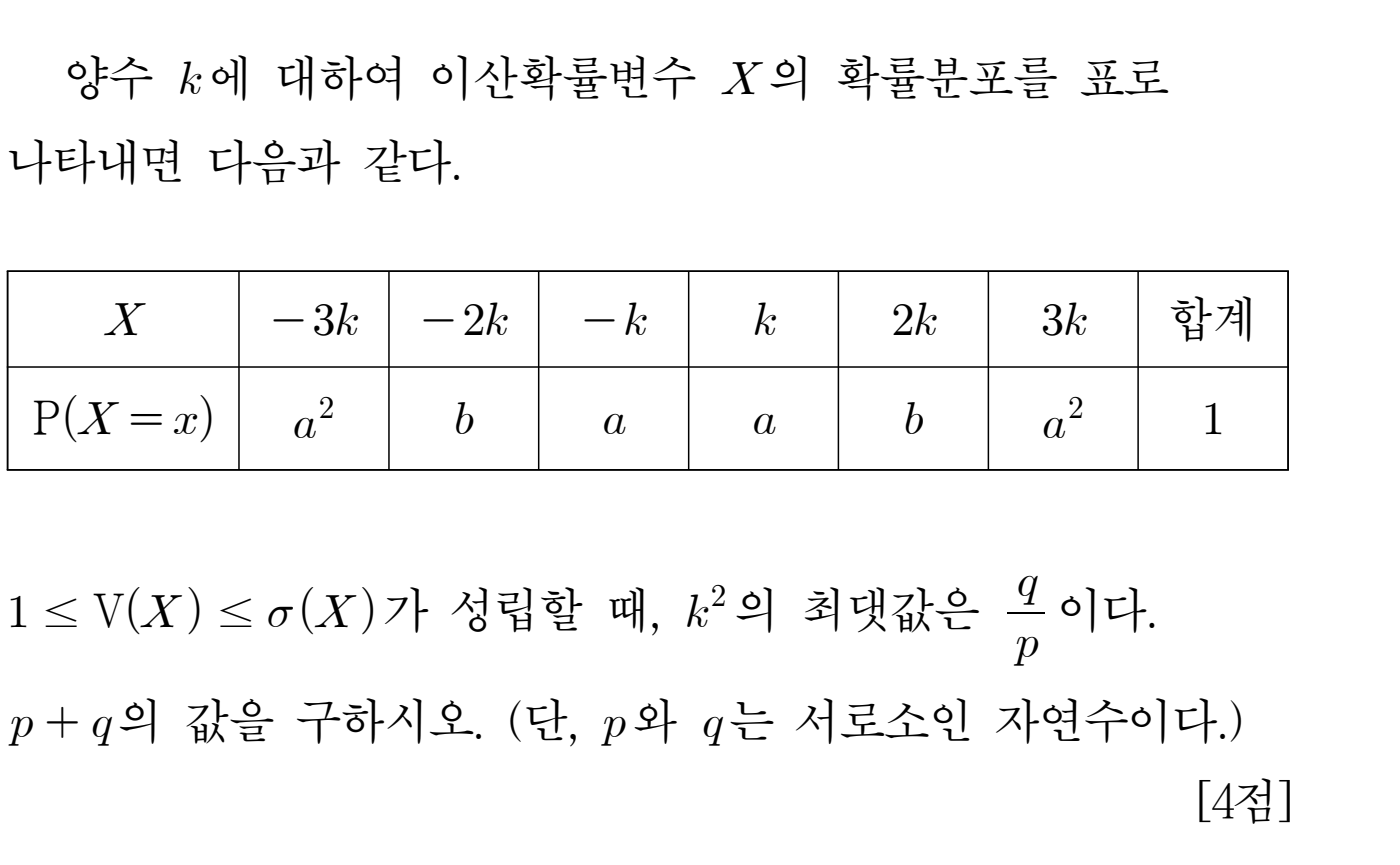 양수 k에 대하여 이산확률변수 X의 확률분포를 표로
나타내면 다음과 같다.
X −3k −2k −k k 2k 3k 합계
P(X=x) a² b a a b a² 1
1 ≤ V(X) ≤ σ(X)가 성립할 때, k²의 최댓값은 q/p 이다.
p+q의 값을 구하시오. (단, p와 q는 서로소인 자연수이다.)
[4점]